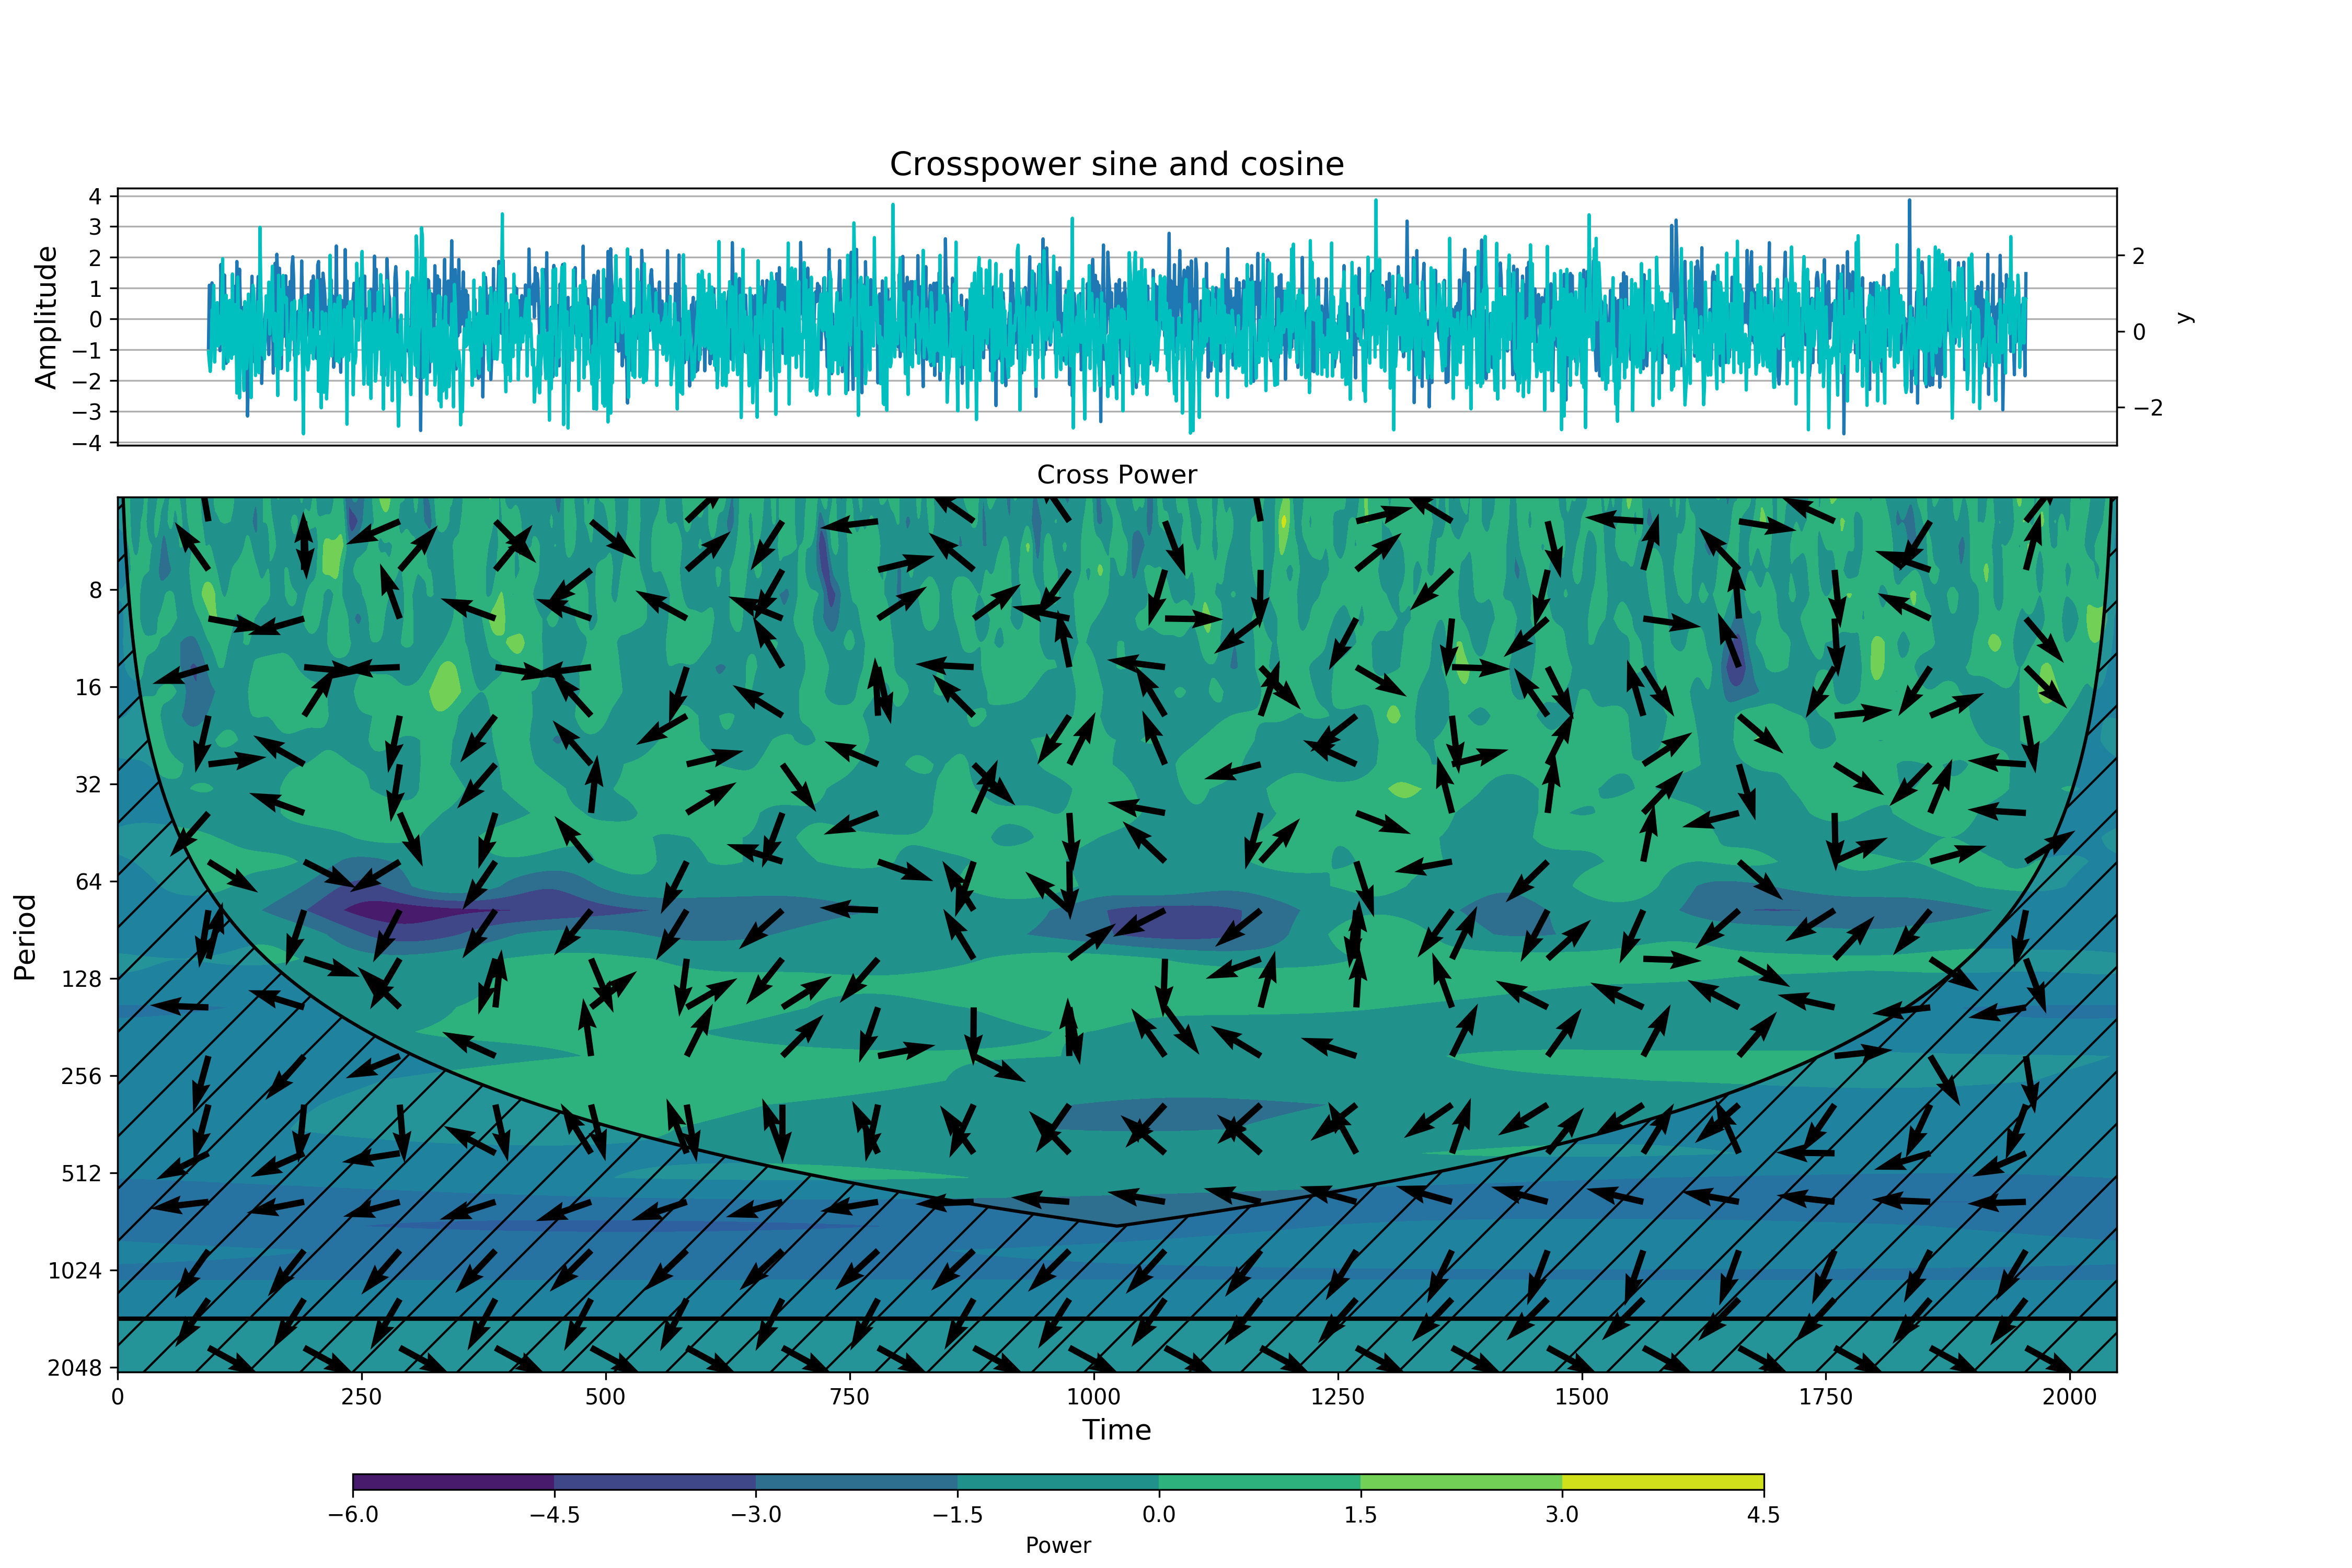 Crosspower sine and cosine
4
3
2
1
0
−1
−2
−3
−4
Amplitude
2
0
−2
y
Cross Power
8
16
32
64
128
256
512
1024
2048
Period
0 250 500 750 1000 1250 1500 1750 2000
Time
−6.0 −4.5 −3.0 −1.5 0.0 1.5 3.0 4.5
Power